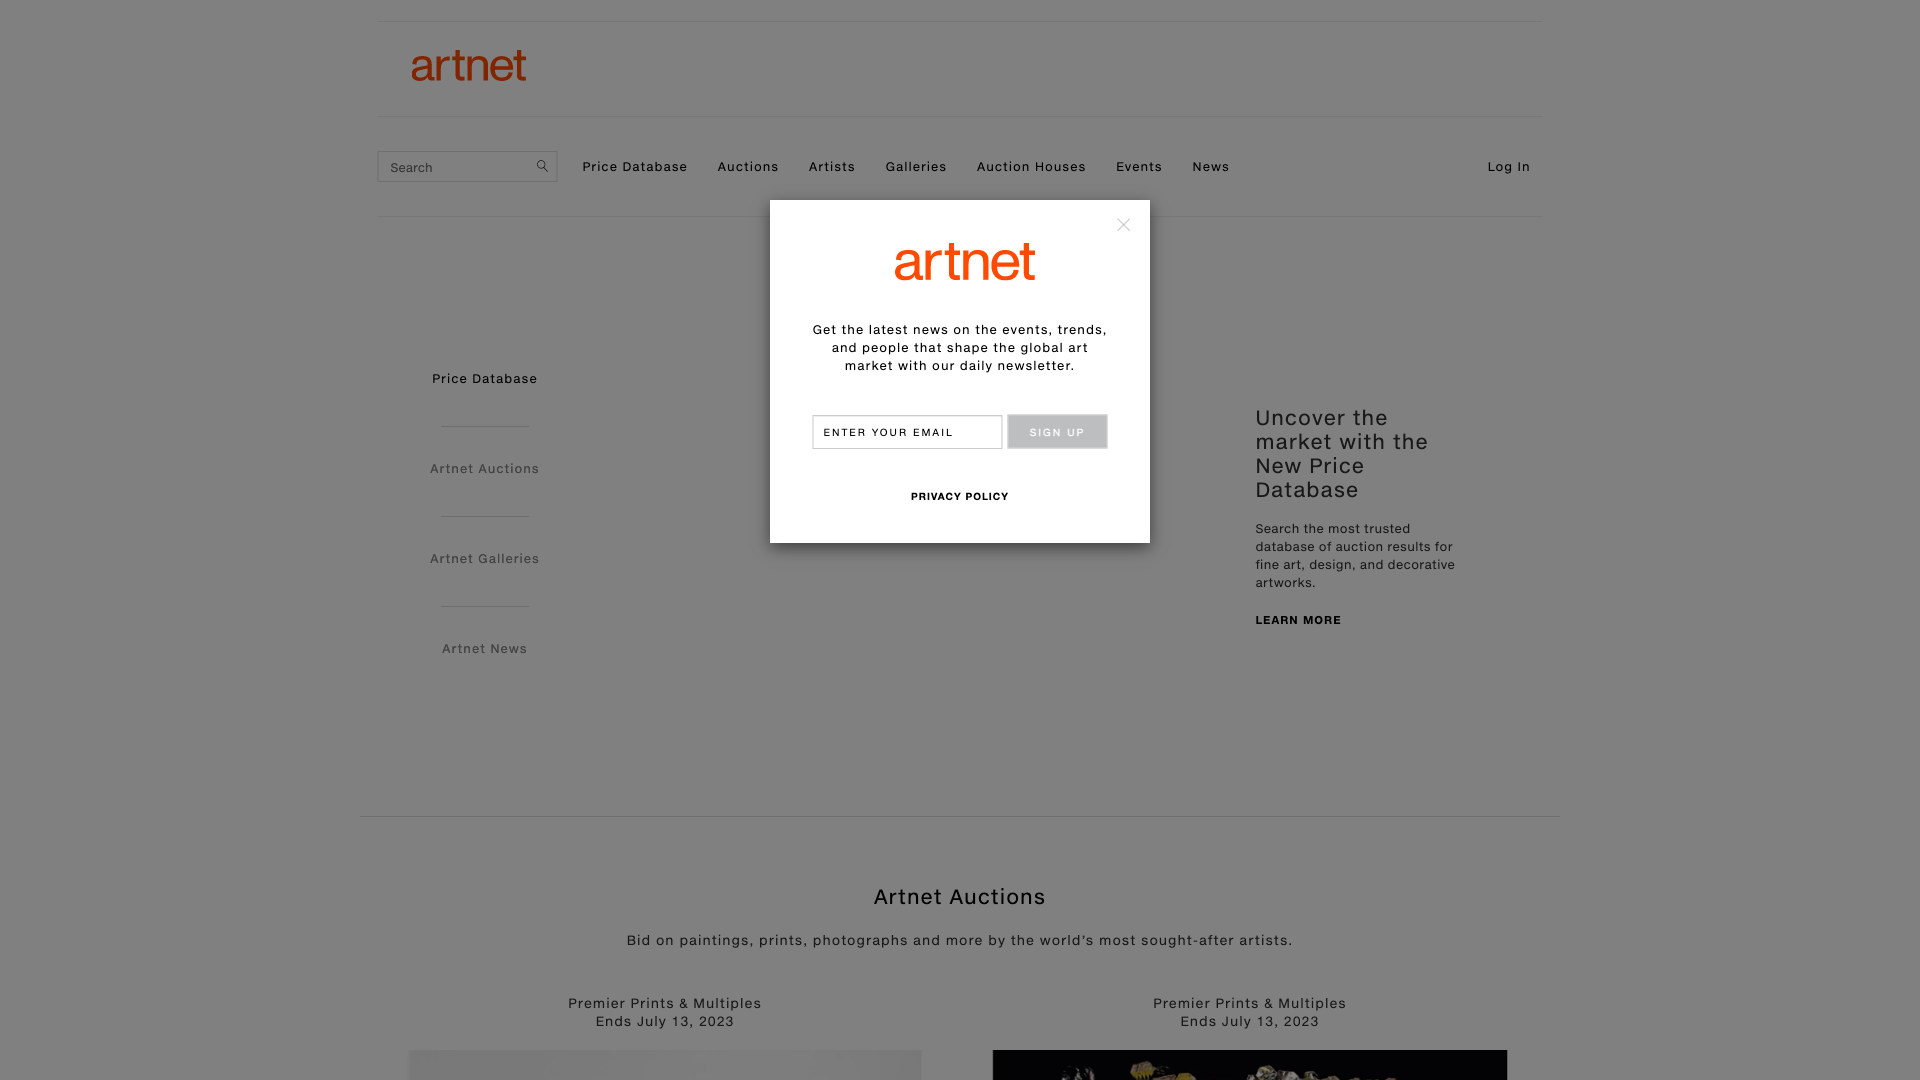 artnet
Search
Price Database
Auctions
Artists
Galleries
Auction Houses
Events
News
Log In
artnet
Get the latest news on the events, trends,
and people that shape the global art
market with our daily newsletter.
ENTER YOUR EMAIL
SIGN UP
PRIVACY POLICY
Price Database
Artnet Auctions
Artnet Galleries
Artnet News
Uncover the
market with the
New Price
Database
Search the most trusted
database of auction results for
fine art, design, and decorative
artworks.
LEARN MORE
Artnet Auctions
Bid on paintings, prints, photographs and more by the world's most sought-after artists.
Premier Prints & Multiples
Ends July 13, 2023
Premier Prints & Multiples
Ends July 13, 2023